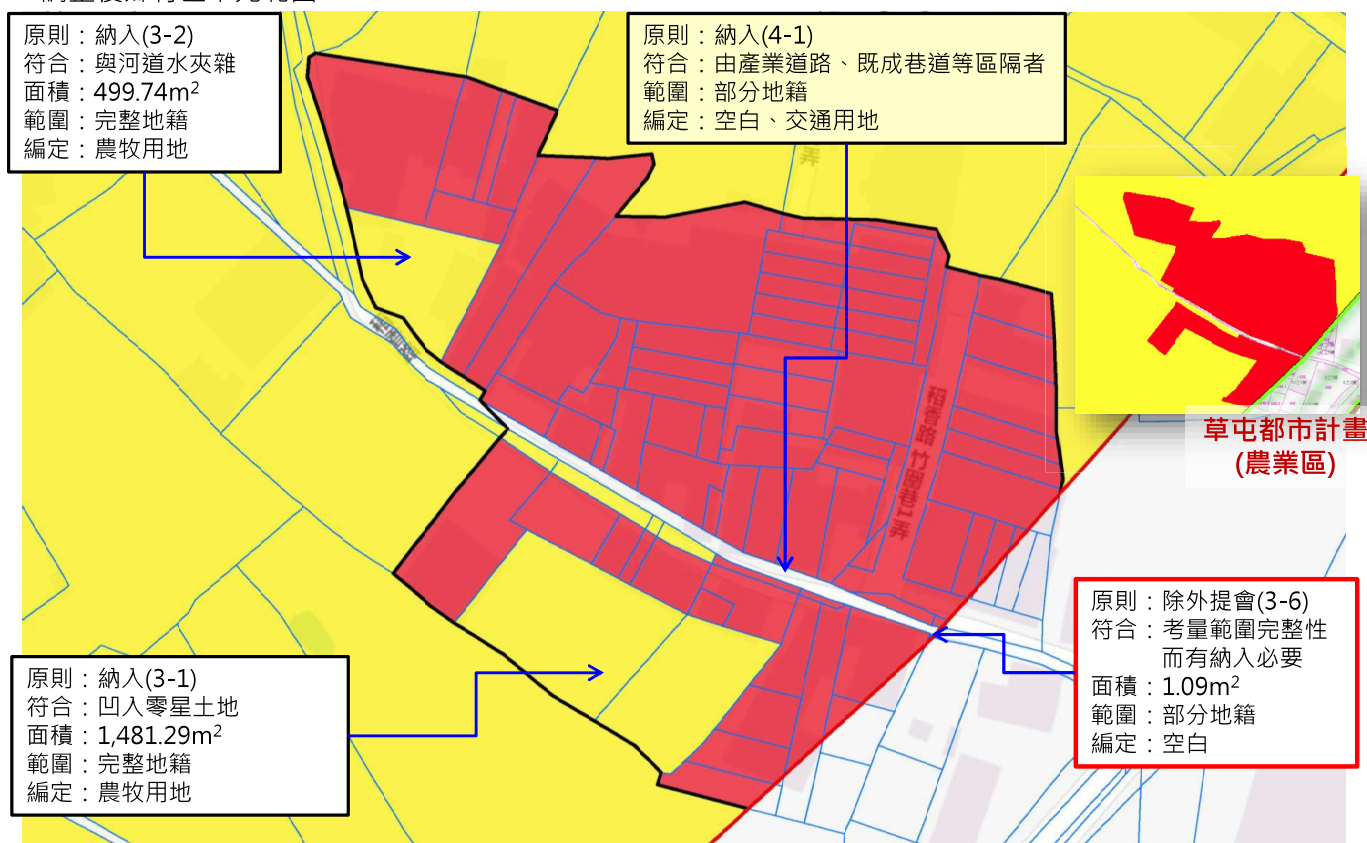 原則：納入(3-2)
符合：與河道水夾雜
面積：499.74m²
範圍：完整地籍
編定：農牧用地
原則：納入(4-1)
符合：由產業道路、既成巷道等區隔者
範圍：部分地籍
編定：空白、交通用地
弄
稻香路 竹圍巷1弄
草屯都市計畫
(農業區)
原則：除外提會(3-6)
符合：考量範圍完整性
而有納入必要
面積：1.09m²
範圍：部分地籍
編定：空白
原則：納入(3-1)
符合：凹入零星土地
面積：1,481.29m²
範圍：完整地籍
編定：農牧用地